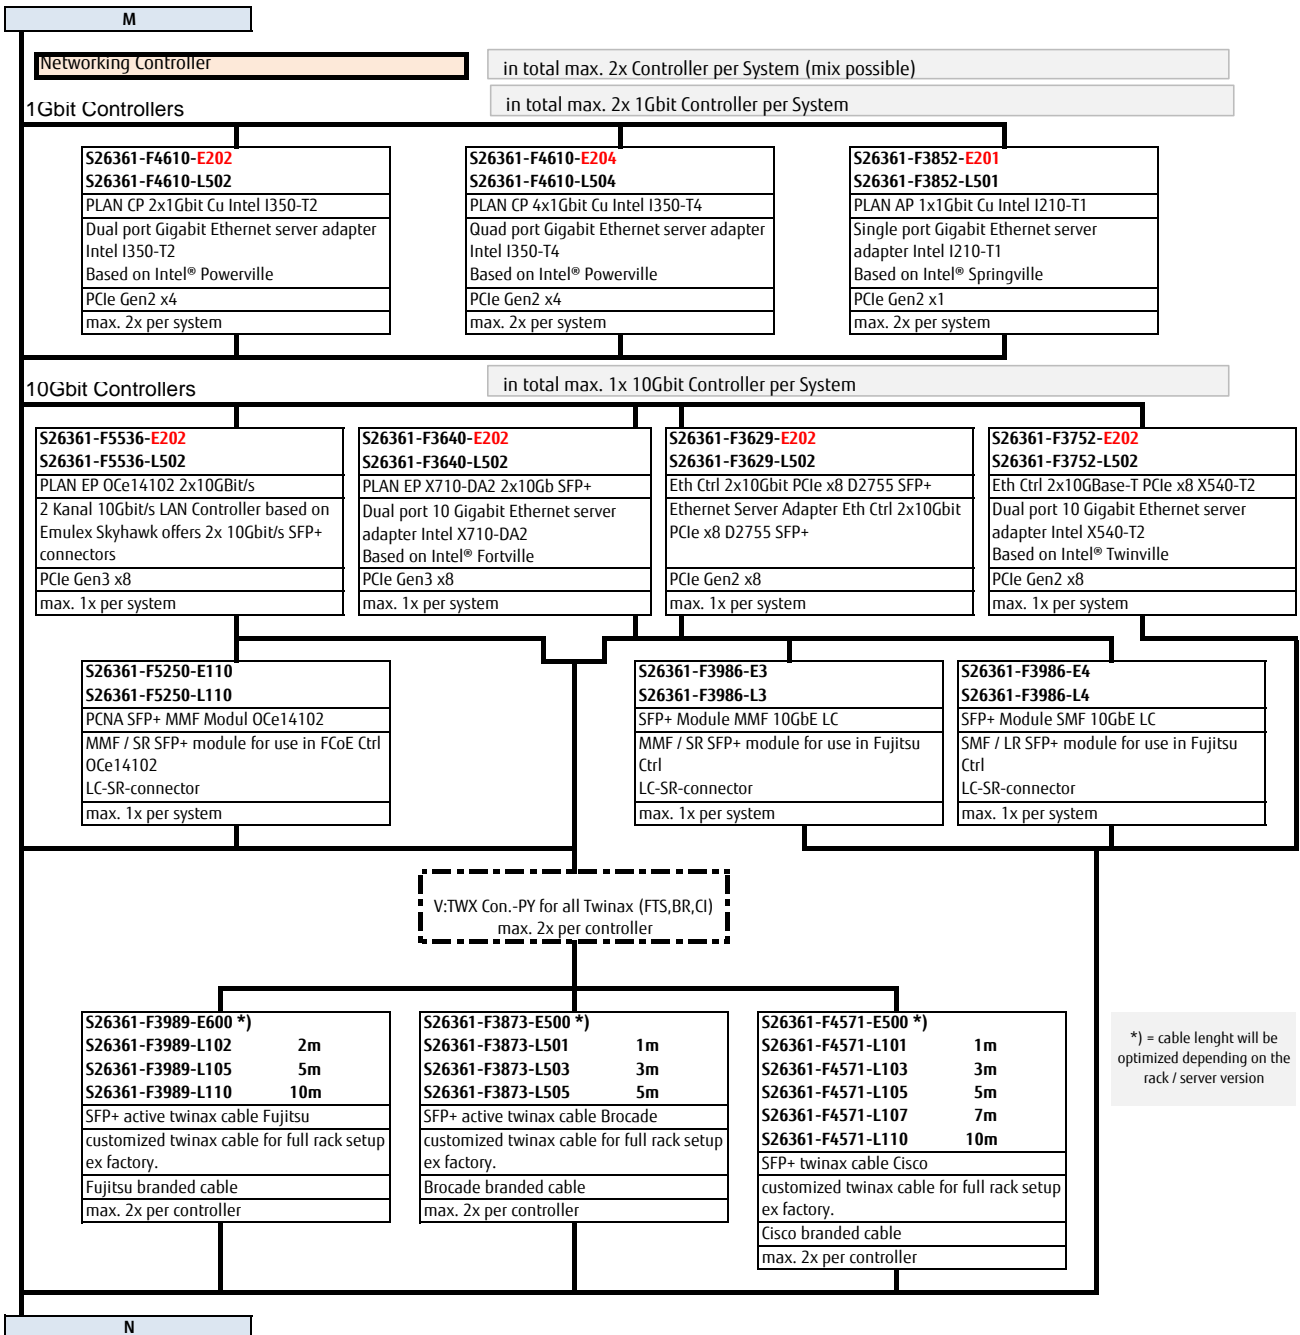 M
Networking Controller
in total max. 2x Controller per System (mix possible)
1Gbit Controllers
in total max. 2x 1Gbit Controller per System
S26361-F4610-E202
S26361-F4610-L502
PLAN CP 2x1Gbit Cu Intel I350-T2
Dual port Gigabit Ethernet server adapter
Intel I350-T2
Based on Intel® Powerville
PCIe Gen2 x4
max. 2x per system
S26361-F4610-E204
S26361-F4610-L504
PLAN CP 4x1Gbit Cu Intel I350-T4
Quad port Gigabit Ethernet server adapter
Intel I350-T4
Based on Intel® Powerville
PCIe Gen2 x4
max. 2x per system
S26361-F3852-E201
S26361-F3852-L501
PLAN AP 1x1Gbit Cu Intel I210-T1
Single port Gigabit Ethernet server
adapter Intel I210-T1
Based on Intel® Springville
PCIe Gen2 x1
max. 2x per system
10Gbit Controllers
in total max. 1x 10Gbit Controller per System
S26361-F5536-E202
S26361-F5536-L502
PLAN EP OCe14102 2x10GBit/s
2 Kanal 10Gbit/s LAN Controller based on
Emulex Skyhawk offers 2x 10Gbit/s SFP+
connectors
PCIe Gen3 x8
max. 1x per system
S26361-F3640-E202
S26361-F3640-L502
PLAN EP X710-DA2 2x10Gb SFP+
Dual port 10 Gigabit Ethernet server
adapter Intel X710-DA2
Based on Intel® Fortville
PCIe Gen3 x8
max. 1x per system
S26361-F3629-E202
S26361-F3629-L502
Eth Ctrl 2x10Gbit PCIe x8 D2755 SFP+
Ethernet Server Adapter Eth Ctrl 2x10Gbit
PCIe x8 D2755 SFP+
PCIe Gen2 x8
max. 1x per system
S26361-F3752-E202
S26361-F3752-L502
Eth Ctrl 2x10GBase-T PCIe x8 X540-T2
Dual port 10 Gigabit Ethernet server
adapter Intel X540-T2
Based on Intel® Twinville
PCIe Gen2 x8
max. 1x per system
S26361-F5250-E110
S26361-F5250-L110
PCNA SFP+ MMF Modul OCe14102
MMF / SR SFP+ module for use in FCoE Ctrl
OCe14102
LC-SR-connector
max. 1x per system
S26361-F3986-E3
S26361-F3986-L3
SFP+ Module MMF 10GbE LC
MMF / SR SFP+ module for use in Fujitsu
Ctrl
LC-SR-connector
max. 1x per system
S26361-F3986-E4
S26361-F3986-L4
SFP+ Module SMF 10GbE LC
SMF / LR SFP+ module for use in Fujitsu
Ctrl
LC-SR-connector
max. 1x per system
V:TWX Con.-PY for all Twinax (FTS,BR,CI)
max. 2x per controller
S26361-F3989-E600 *)
S26361-F3989-L102 2m
S26361-F3989-L105 5m
S26361-F3989-L110 10m
SFP+ active twinax cable Fujitsu
customized twinax cable for full rack setup
ex factory.
Fujitsu branded cable
max. 2x per controller
S26361-F3873-E500 *)
S26361-F3873-L501 1m
S26361-F3873-L503 3m
S26361-F3873-L505 5m
SFP+ active twinax cable Brocade
customized twinax cable for full rack setup
ex factory.
Brocade branded cable
max. 2x per controller
S26361-F4571-E500 *)
S26361-F4571-L101 1m
S26361-F4571-L103 3m
S26361-F4571-L105 5m
S26361-F4571-L107 7m
S26361-F4571-L110 10m
SFP+ twinax cable Cisco
customized twinax cable for full rack setup
ex factory.
Cisco branded cable
max. 2x per controller
*) = cable lenght will be
optimized depending on the
rack / server version
N